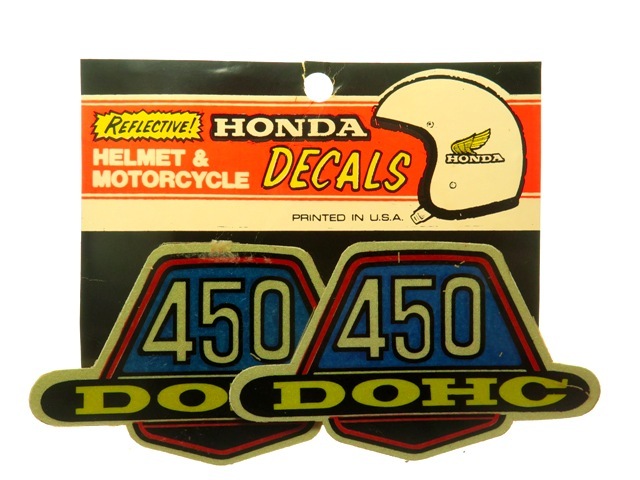 REFLECTIVE! HONDA
HELMET & MOTORCYCLE DECALS
HONDA
PRINTED IN U.S.A.
450 450
DO DOHC